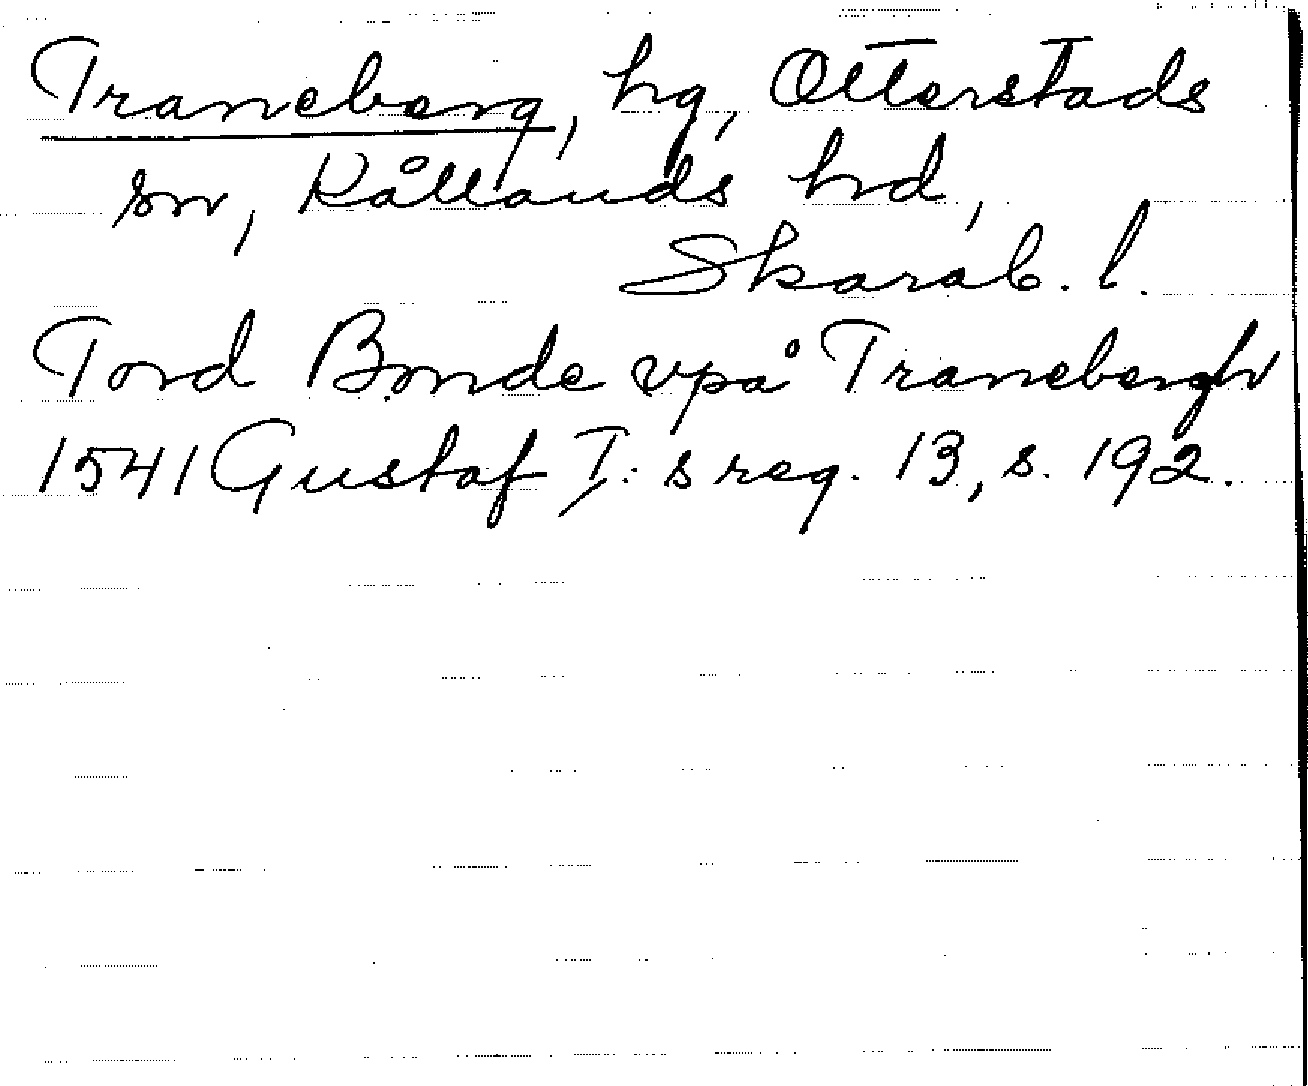 Traneberg, hg, Otterstads
sn, Kållands hd,
Skarab. l.
Tord Bonde vpå Tranebergh
1541 Gustaf I:s reg. 13, s. 192.